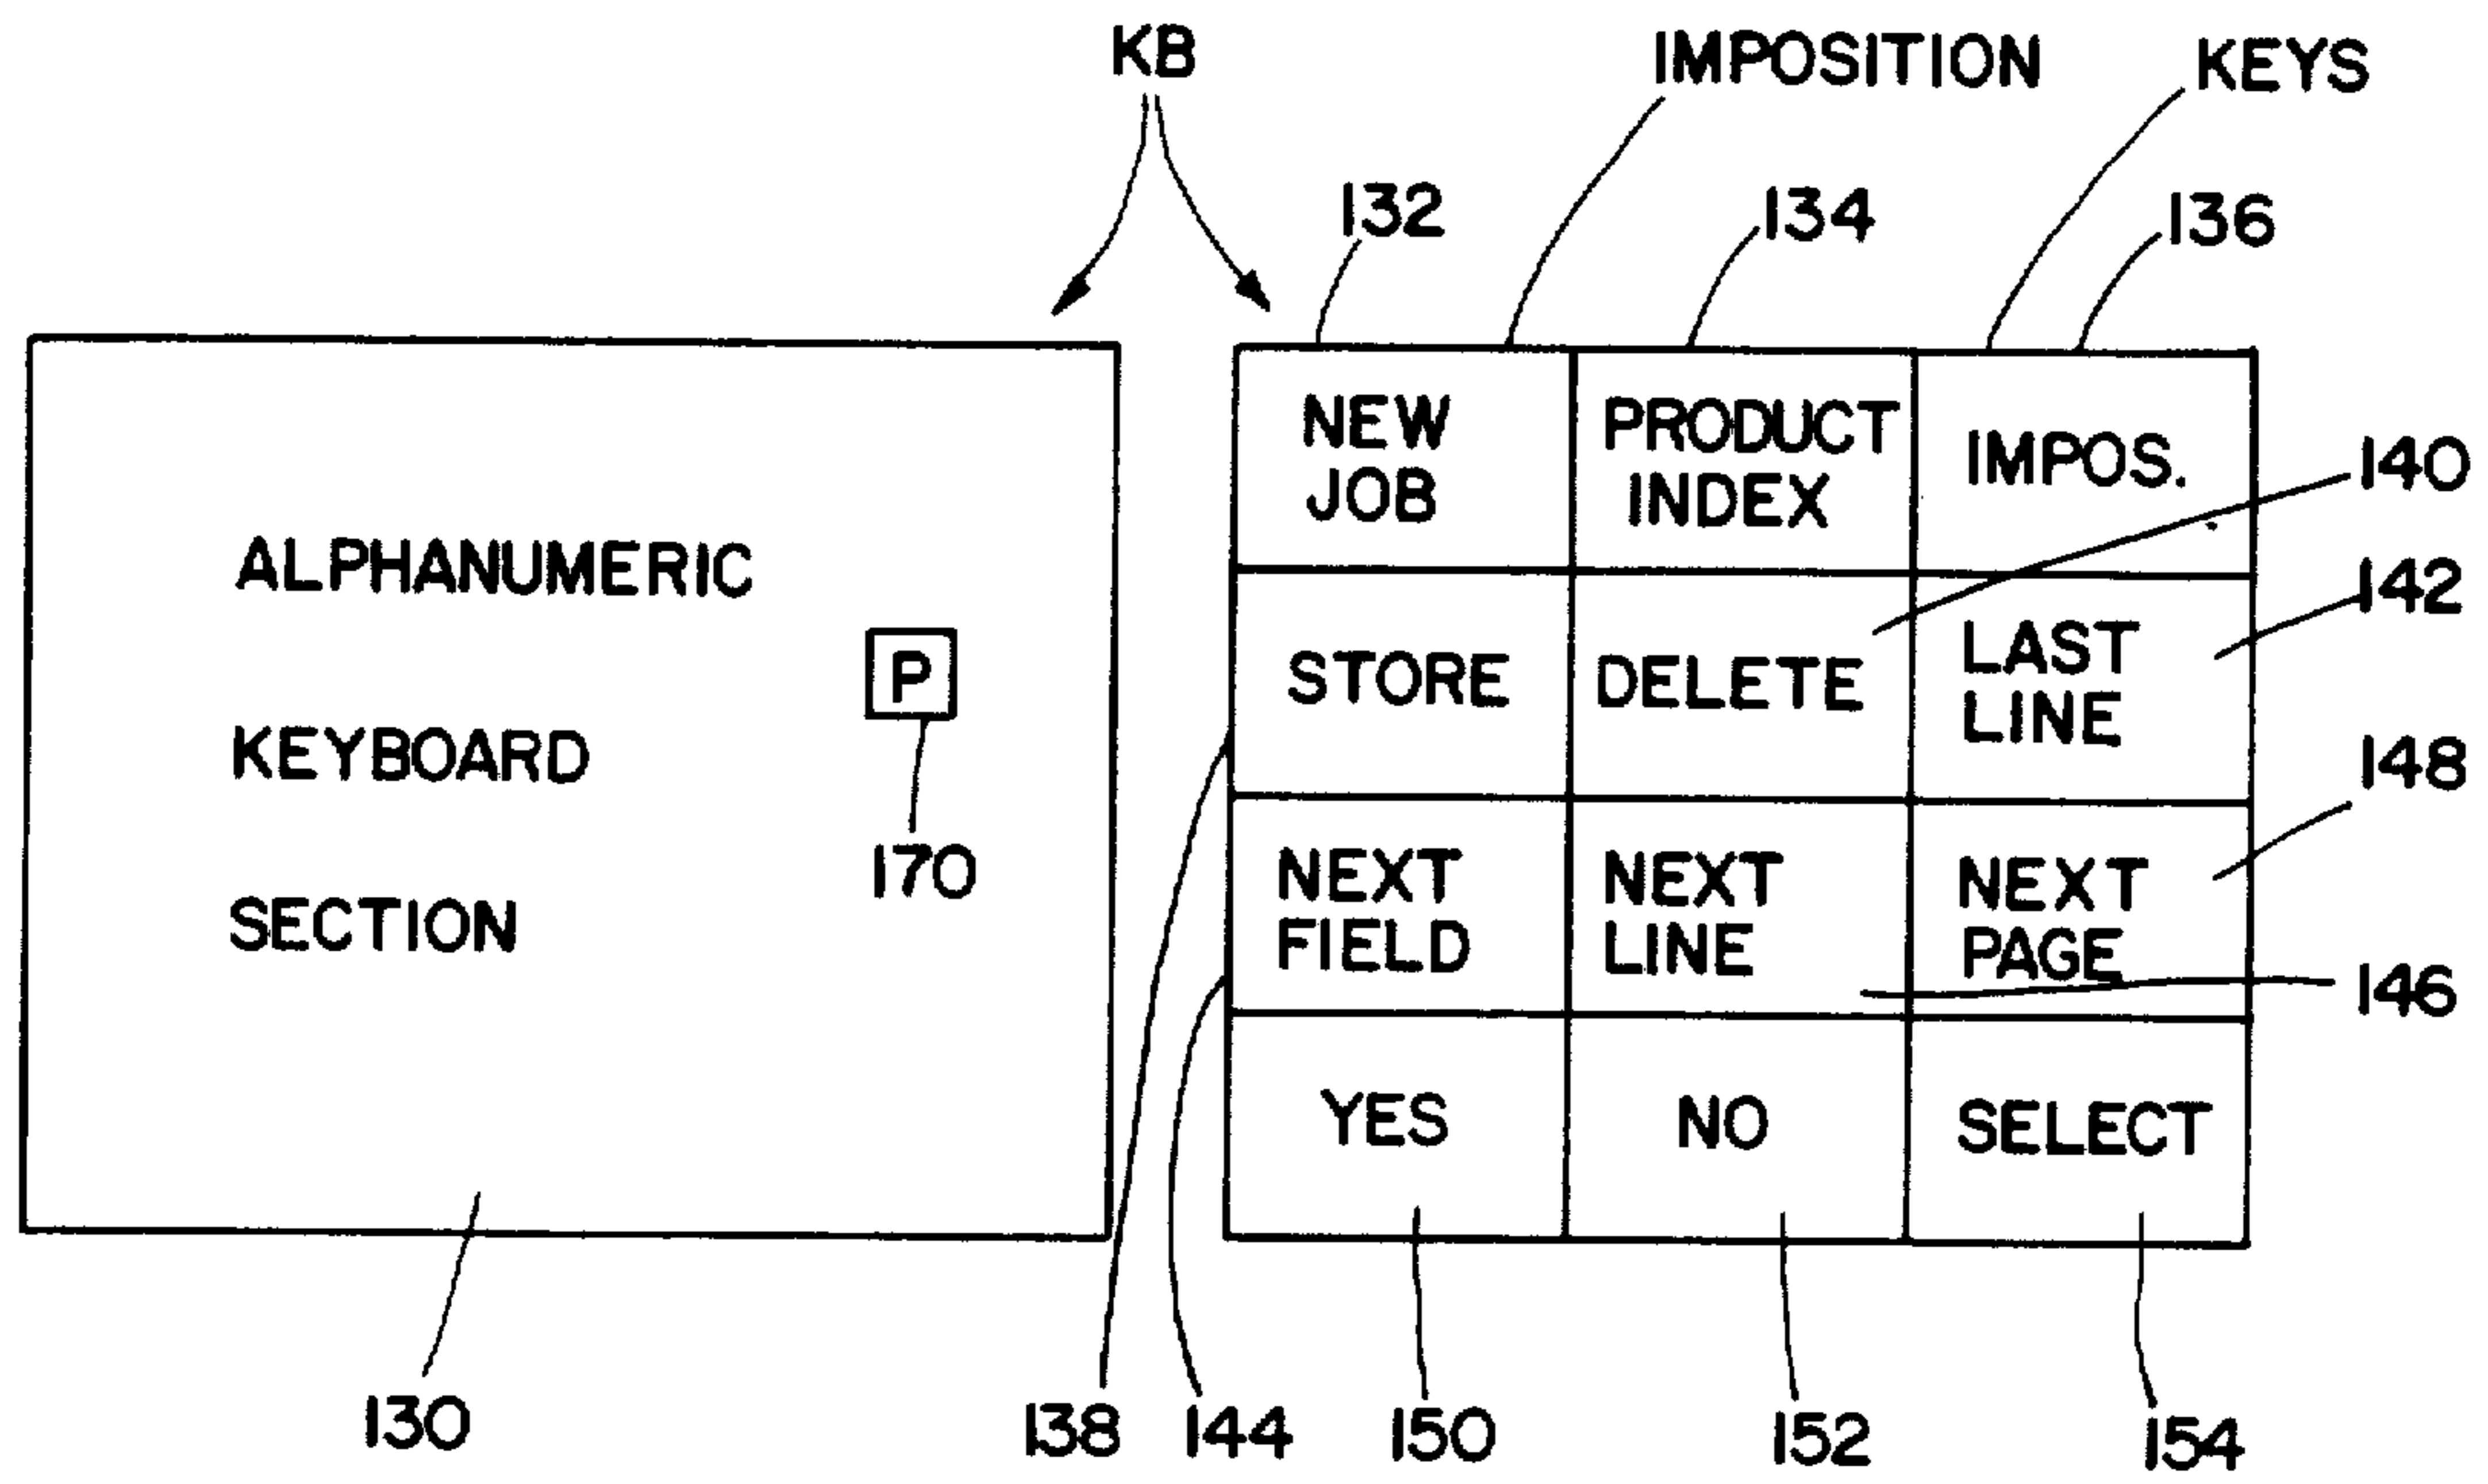 KB
IMPOSITION KEYS
132
134
136
NEW
JOB
PRODUCT
INDEX
IMPOS.
140
ALPHANUMERIC
KEYBOARD
SECTION
P
170
STORE
DELETE
LAST
LINE
142
148
NEXT
FIELD
NEXT
LINE
NEXT
PAGE
146
YES
NO
SELECT
130
138
144
150
152
154